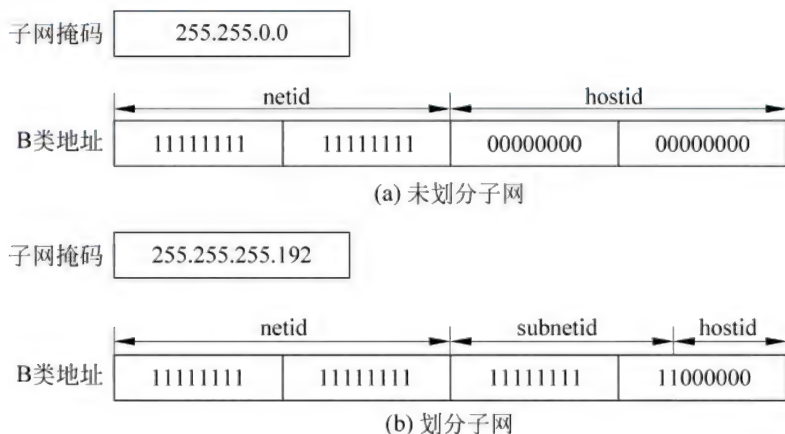 子网掩码 255.255.0.0
netid hostid
B类地址 11111111 11111111 00000000 00000000
(a) 未划分子网
子网掩码 255.255.255.192
netid subnetid hostid
B类地址 11111111 11111111 11111111 11000000
(b) 划分子网